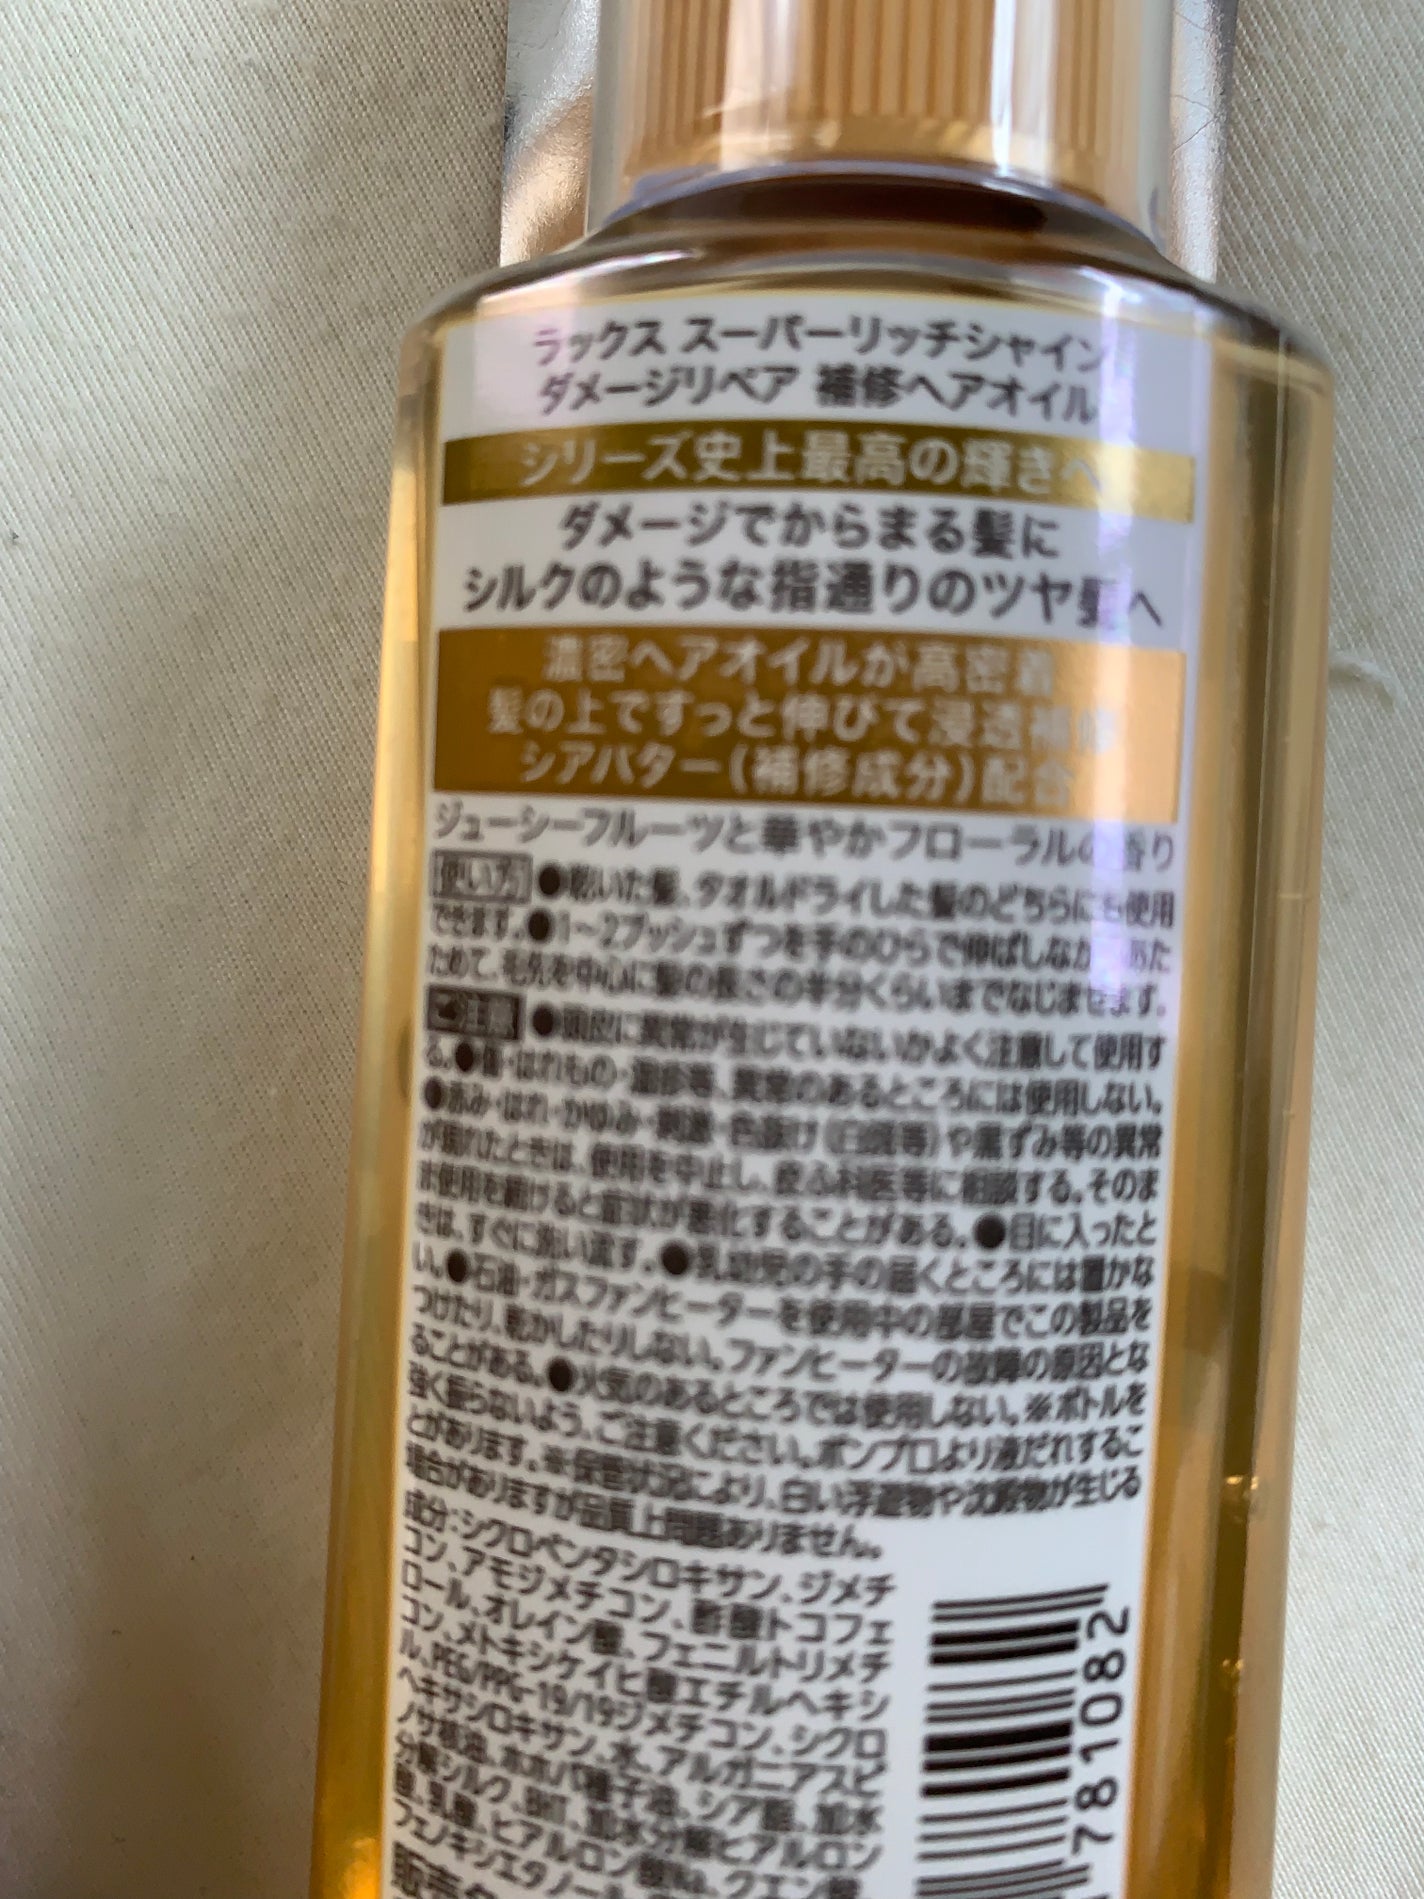 ラックス スーパーリッチシャイン
ダメージリペア 補修ヘアオイル
シリーズ史上最高の輝きへ
ダメージでからまる髪に
シルクのような指通りのツヤ髪へ
濃密ヘアオイルが高密着
髪の上ですっと伸びて浸透補修
シアバター(補修成分)配合
ジューシーフルーツと華やかフローラルの香り
使い方 ●乾いた髪、タオルドライした髪のどちらにも使用
できます。●1~2プッシュずつを手のひらで伸ばしながらあた
ためて、毛先を中心に髪の長さの半分くらいまでなじませます。
ご注意 ●頭皮に異常が生じていないかよく注意して使用す
る。●傷・はれもの・湿疹等、異常のあるところには使用しない。
●赤み・はれ・かゆみ・刺激・色抜け(白斑等)や黒ずみ等の異常
が現れたときは、使用を中止し、皮ふ科医等に相談する。そのま
ま使用を続けると症状が悪化することがある。●目に入ったと
きは、すぐに洗い流す。●乳幼児の手の届くところには置かな
い。●石油・ガスファンヒーターを使用中の部屋でこの製品を
つけたり、乾かしたりしない。ファンヒーターの故障の原因とな
ることがある。●火気のあるところでは使用しない。※ボトルを
強く振らないよう、ご注意ください。ポンプ口より液だれするこ
とがあります。※保管状況により、白い浮遊物や沈殿物が生じる
場合がありますが品質上問題ありません。
成分:シクロペンタシロキサン、ジメチ
コン、アモジメチコン、酢酸トコフェ
ロール、オレイン酸、フェニルトリメチ
コン、メトキシケイヒ酸エチルヘキシ
ル、PEG/PPG-19/19ジメチコン、シクロ
ヘキサシロキサン、水、アルガニアスピ
ノサ核油、ホホバ種子油、シア脂、加水
分解シルク、BHT、加水分解ヒアルロン
酸、乳酸、ヒアルロン酸Na、クエン酸、
フェノキシエタノー
販売
781082